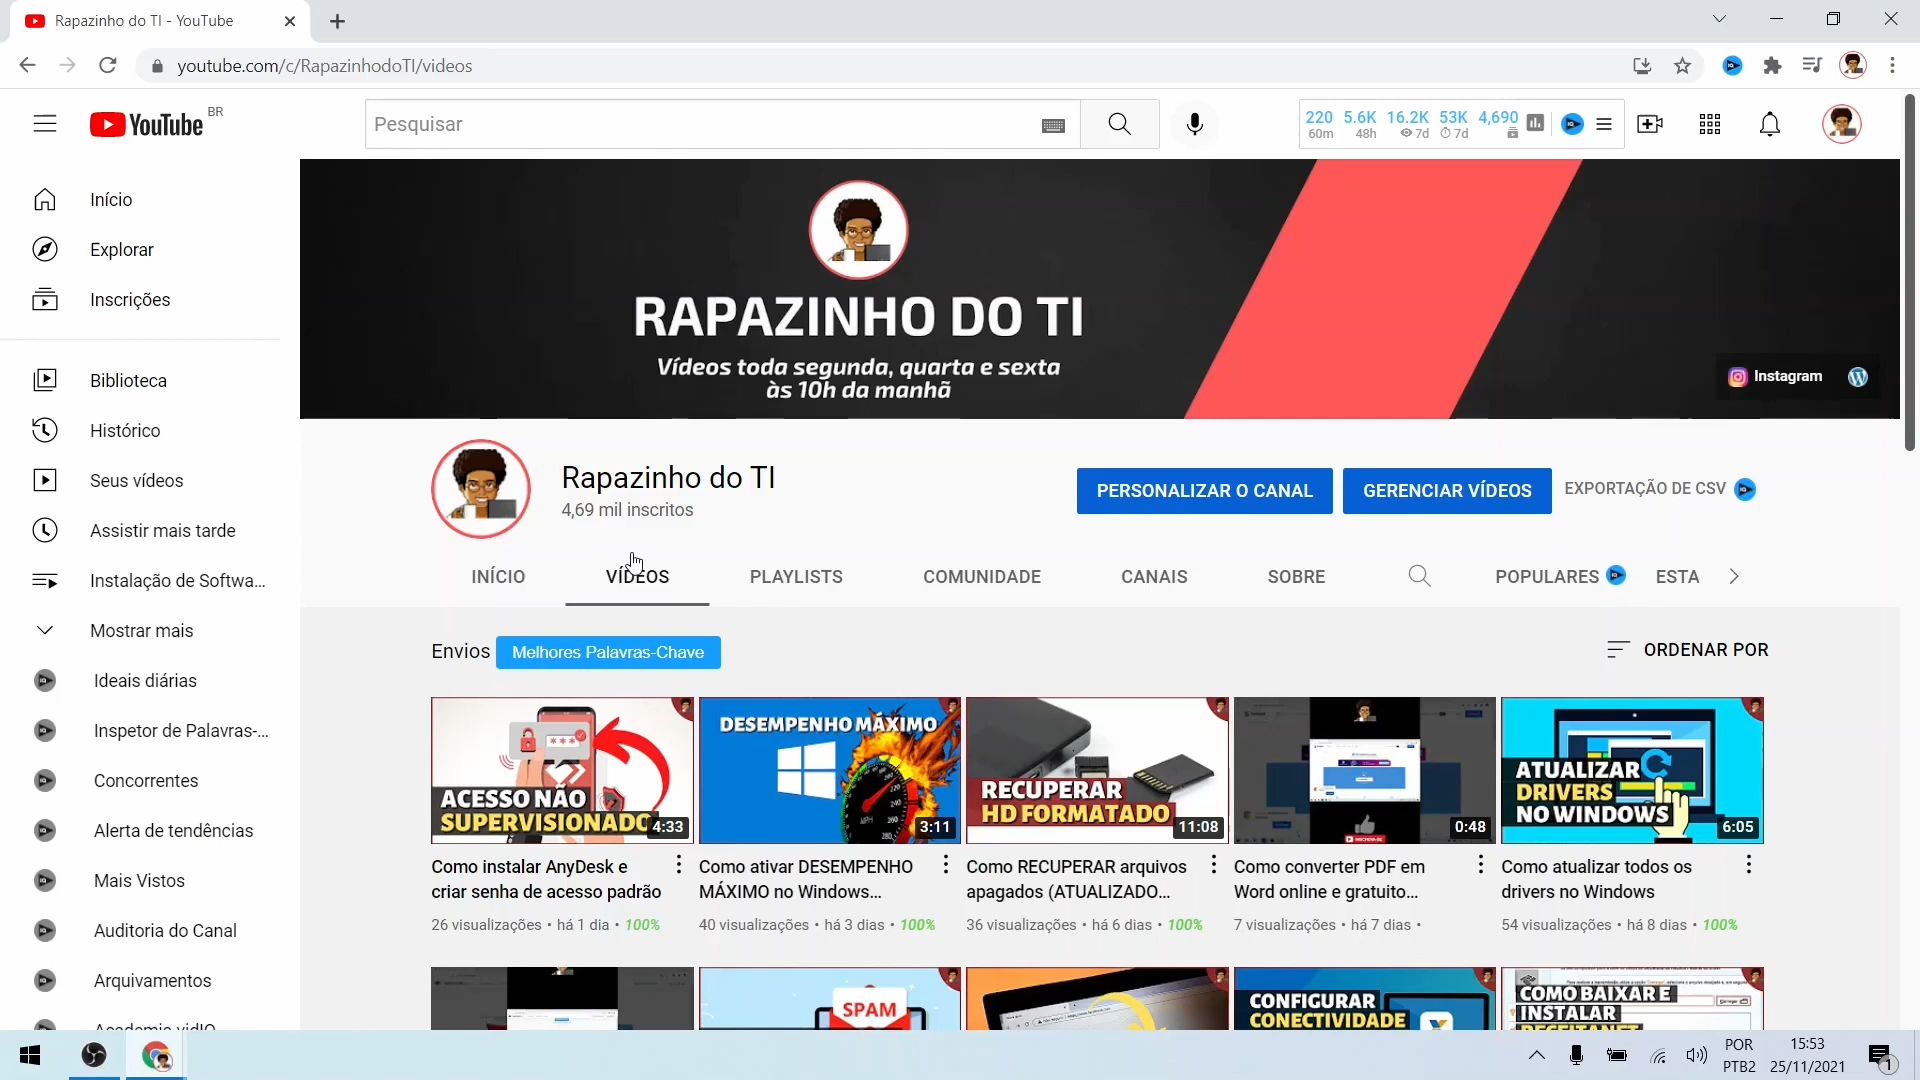 Rapazinho do TI - YouTube
youtube.com/c/RapazinhodoTI/videos
YouTube BR
Pesquisar
220 5.6K 16.2K 53K 4,690
60m 48h 7d 7d
Início
Explorar
Inscrições
Biblioteca
Histórico
Seus vídeos
Assistir mais tarde
Instalação de Softwa...
Mostrar mais
Ideais diárias
Inspetor de Palavras-...
Concorrentes
Alerta de tendências
Mais Vistos
Auditoria do Canal
Arquivamentos
Academia vidIQ
RAPAZINHO DO TI
Vídeos toda segunda, quarta e sexta
às 10h da manhã
Instagram
Rapazinho do TI
4,69 mil inscritos
PERSONALIZAR O CANAL
GERENCIAR VÍDEOS
EXPORTAÇÃO DE CSV
INÍCIO VÍDEOS PLAYLISTS COMUNIDADE CANAIS SOBRE POPULARES ESTA
Envios
Melhores Palavras-Chave
ORDENAR POR
ACESSO NÃO
SUPERVISIONADO
4:33
Como instalar AnyDesk e
criar senha de acesso padrão
26 visualizações • há 1 dia • 100%
DESEMPENHO MÁXIMO
3:11
Como ativar DESEMPENHO
MÁXIMO no Windows...
40 visualizações • há 3 dias • 100%
RECUPERAR
HD FORMATADO
11:08
Como RECUPERAR arquivos
apagados (ATUALIZADO...
36 visualizações • há 6 dias • 100%
0:48
Como converter PDF em
Word online e gratuito...
7 visualizações • há 7 dias •
ATUALIZAR
DRIVERS
NO WINDOWS
6:05
Como atualizar todos os
drivers no Windows
54 visualizações • há 8 dias • 100%
SPAM
CONFIGURAR
CONECTIVIDADE
COMO BAIXAR E
INSTALAR
RECEITANET
POR
PTB2
15:53
25/11/2021
1